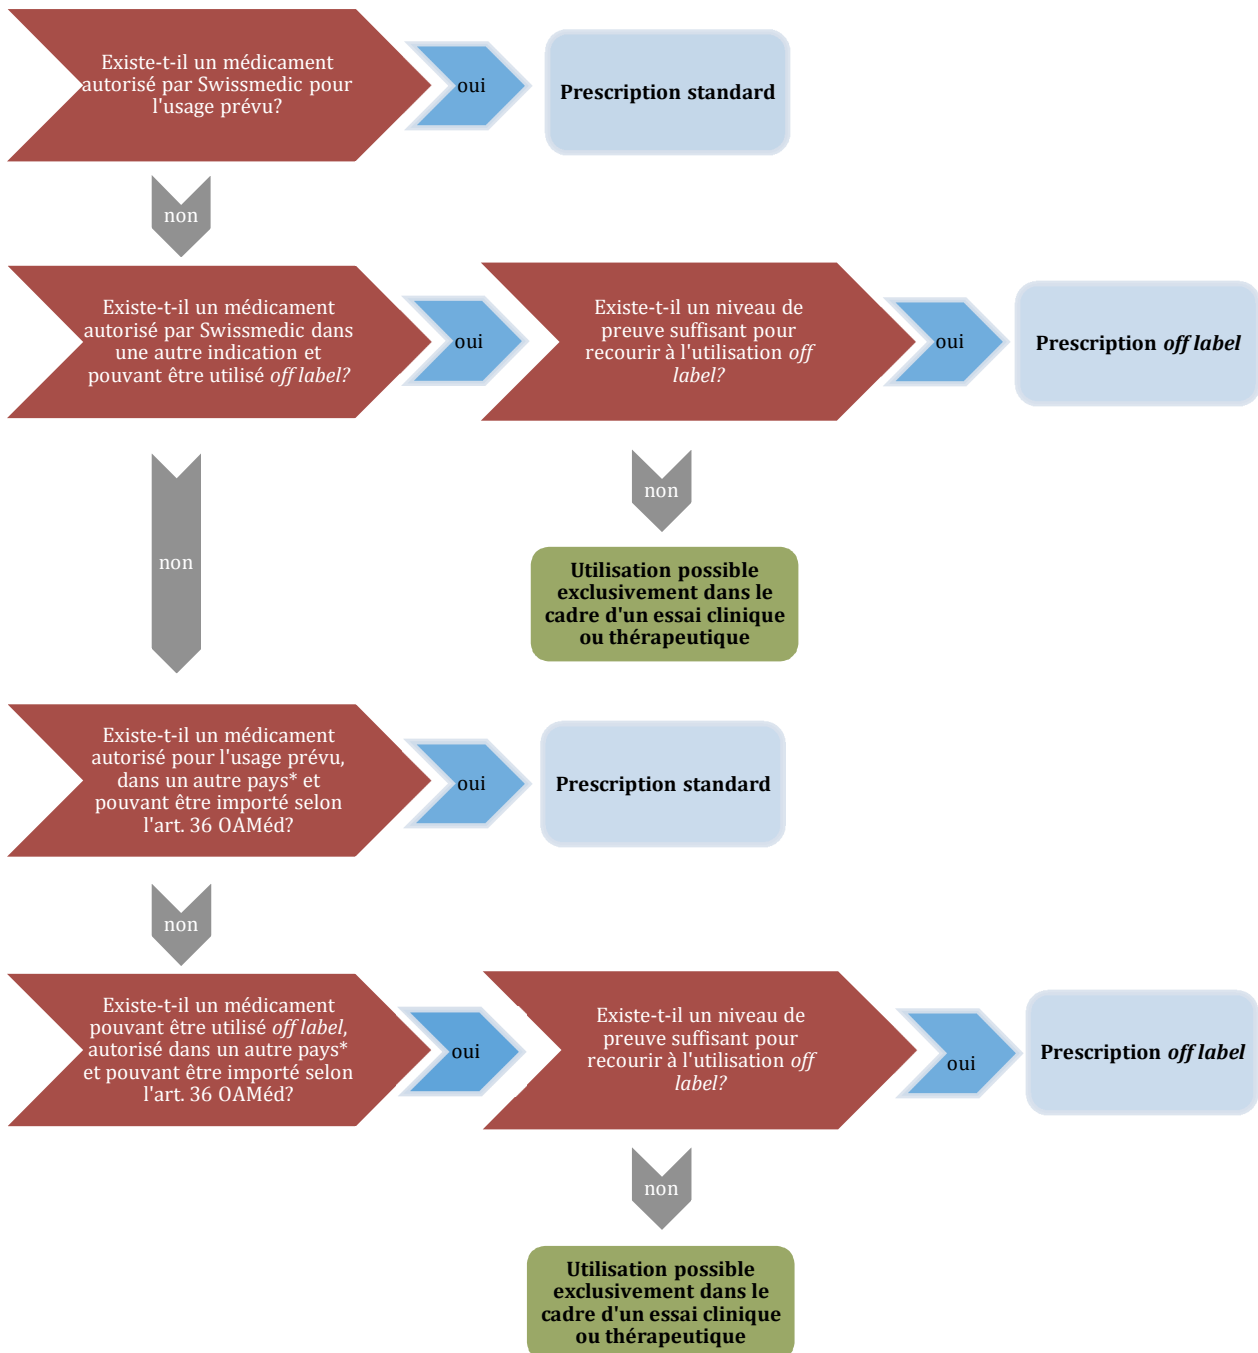 Existe-t-il un médicament
autorisé par Swissmedic pour
l'usage prévu?
oui
Prescription standard
non
Existe-t-il un médicament
autorisé par Swissmedic dans
une autre indication et
pouvant être utilisé off label?
oui
Existe-t-il un niveau de
preuve suffisant pour
recourir à l'utilisation off
label?
oui
Prescription off label
non
non
Utilisation possible
exclusivement dans le
cadre d'un essai clinique
ou thérapeutique
Existe-t-il un médicament
autorisé pour l'usage prévu,
dans un autre pays* et
pouvant être importé selon
l'art. 36 OAMéd?
oui
Prescription standard
non
Existe-t-il un médicament
pouvant être utilisé off label,
autorisé dans un autre pays*
et pouvant être importé selon
l'art. 36 OAMéd?
oui
Existe-t-il un niveau de
preuve suffisant pour
recourir à l'utilisation off
label?
oui
Prescription off label
non
Utilisation possible
exclusivement dans le
cadre d'un essai clinique
ou thérapeutique